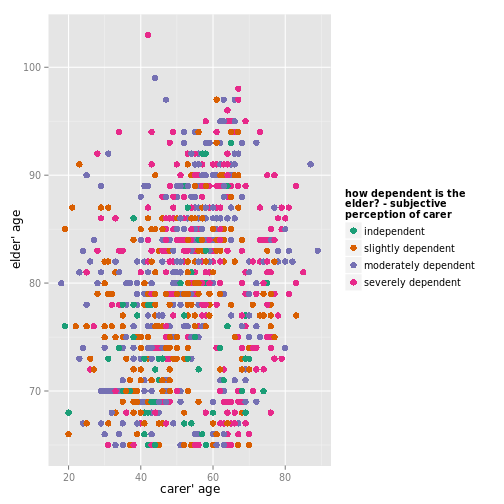 100
90
80
70
elder' age
20
40
60
80
carer' age
how dependent is the
elder? - subjective
perception of carer
independent
slightly dependent
moderately dependent
severely dependent